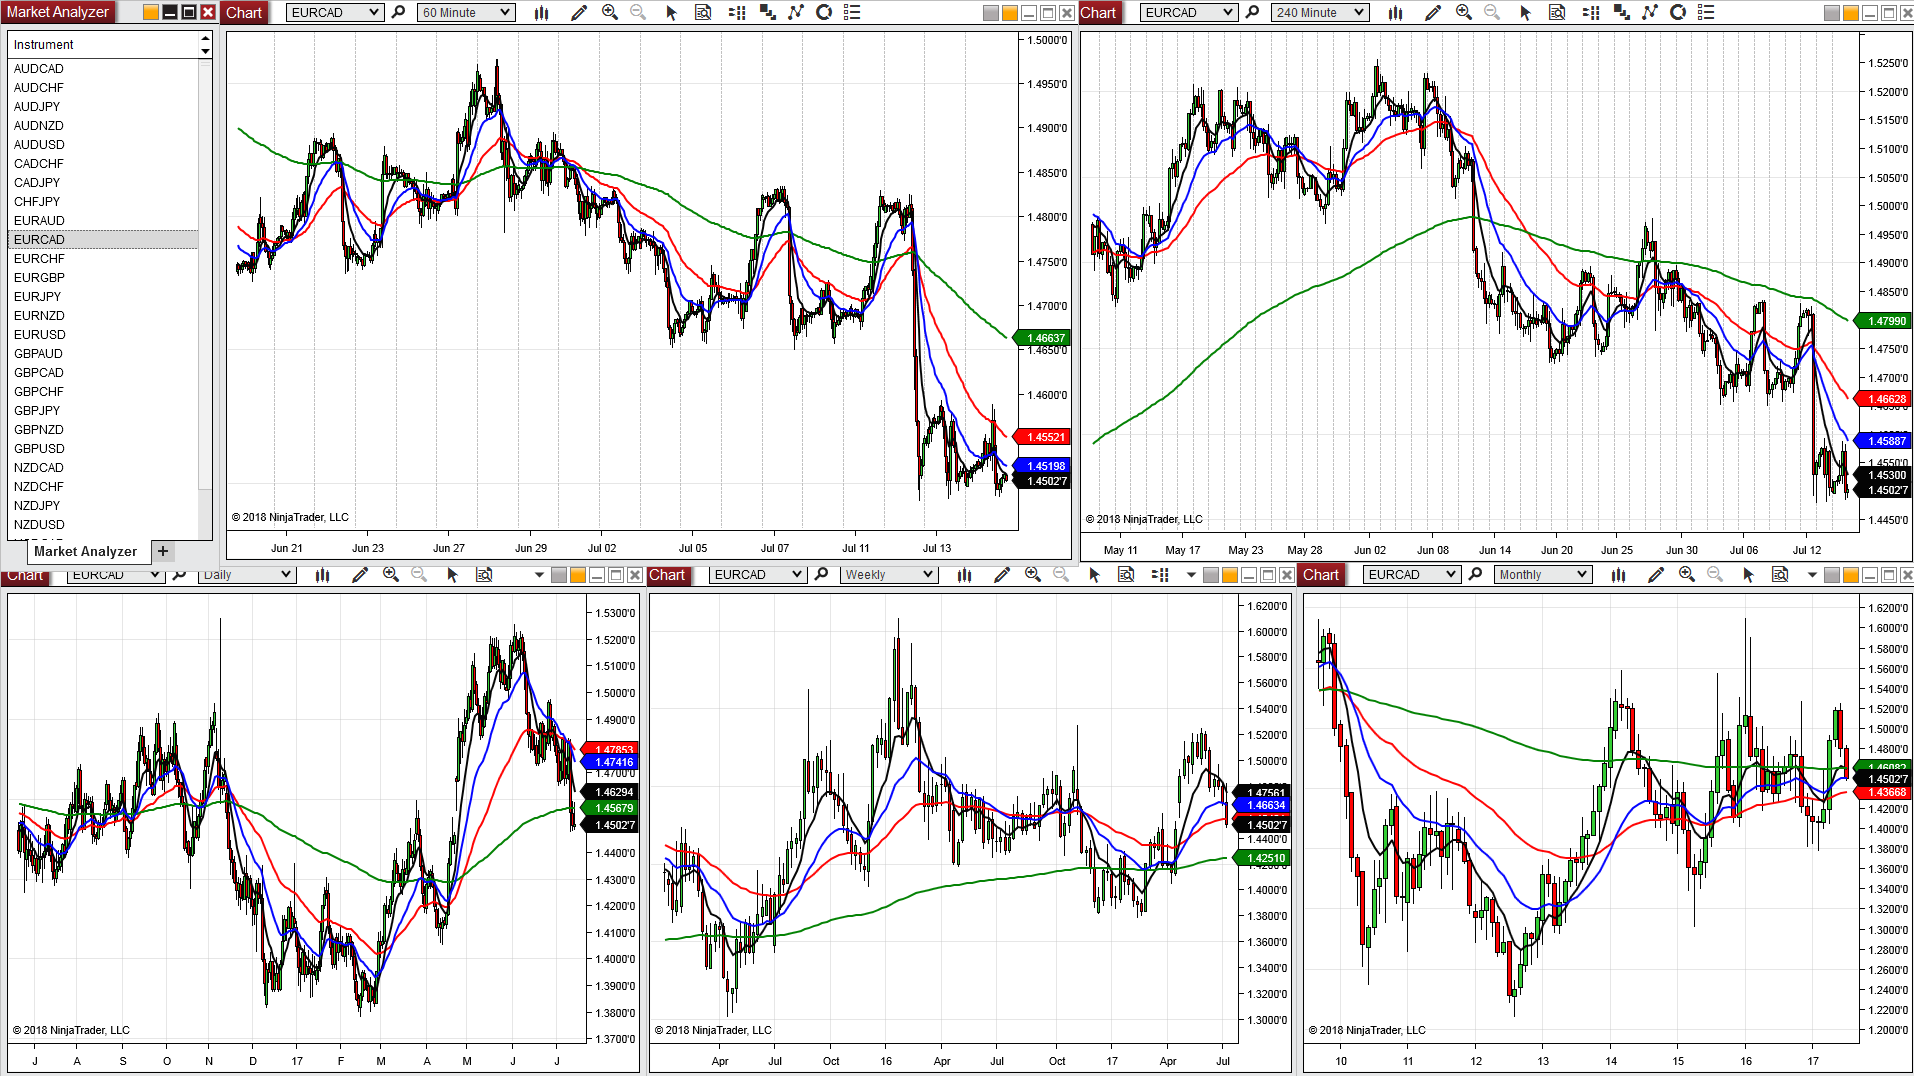 Market Analyzer
Instrument
AUDCAD
AUDCHF
AUDJPY
AUDNZD
AUDUSD
CADCHF
CADJPY
CHFJPY
EURAUD
EURCAD
EURCHF
EURGBP
EURJPY
EURNZD
EURUSD
GBPAUD
GBPCAD
GBPCHF
GBPJPY
GBPNZD
GBPUSD
NZDCAD
NZDCHF
NZDJPY
NZDUSD
Market Analyzer +
Chart EURCAD 60 Minute
1.5000'0
1.4950'0
1.4900'0
1.4850'0
1.4800'0
1.4750'0
1.4700'0
1.46637
1.4650'0
1.4600'0
1.45521
1.45198
1.4502'7
© 2018 NinjaTrader, LLC
Jun 21 Jun 23 Jun 27 Jun 29 Jul 02 Jul 05 Jul 07 Jul 11 Jul 13
Chart EURCAD 240 Minute
1.5250'0
1.5200'0
1.5150'0
1.5100'0
1.5050'0
1.5000'0
1.4950'0
1.4900'0
1.4850'0
1.47990
1.4750'0
1.4700'0
1.46628
1.45887
1.4550'0
1.45300
1.4502'7
1.4450'0
© 2018 NinjaTrader, LLC
May 11 May 17 May 23 May 28 Jun 02 Jun 08 Jun 14 Jun 20 Jun 25 Jun 30 Jul 06 Jul 12
Chart EURCAD Daily
1.5300'0
1.5200'0
1.5100'0
1.5000'0
1.4900'0
1.47853
1.47416
1.4700'0
1.46294
1.45679
1.4502'7
1.4400'0
1.4300'0
1.4200'0
1.4100'0
1.4000'0
1.3900'0
1.3800'0
1.3700'0
© 2018 NinjaTrader, LLC
J A S O N D 17 F M A M J J
Chart EURCAD Weekly
1.6200'0
1.6000'0
1.5800'0
1.5600'0
1.5400'0
1.5200'0
1.5000'0
1.47561
1.46634
1.4502'7
1.4400'0
1.42510
1.4000'0
1.3800'0
1.3600'0
1.3400'0
1.3200'0
1.3000'0
© 2018 NinjaTrader, LLC
Apr Jul Oct 16 Apr Jul Oct 17 Apr Jul
Chart EURCAD Monthly
1.6200'0
1.6000'0
1.5800'0
1.5600'0
1.5400'0
1.5200'0
1.5000'0
1.4800'0
1.4502'7
1.43668
1.4200'0
1.4000'0
1.3800'0
1.3600'0
1.3400'0
1.3200'0
1.3000'0
1.2800'0
1.2600'0
1.2400'0
1.2200'0
1.2000'0
© 2018 NinjaTrader, LLC
10 11 12 13 14 15 16 17